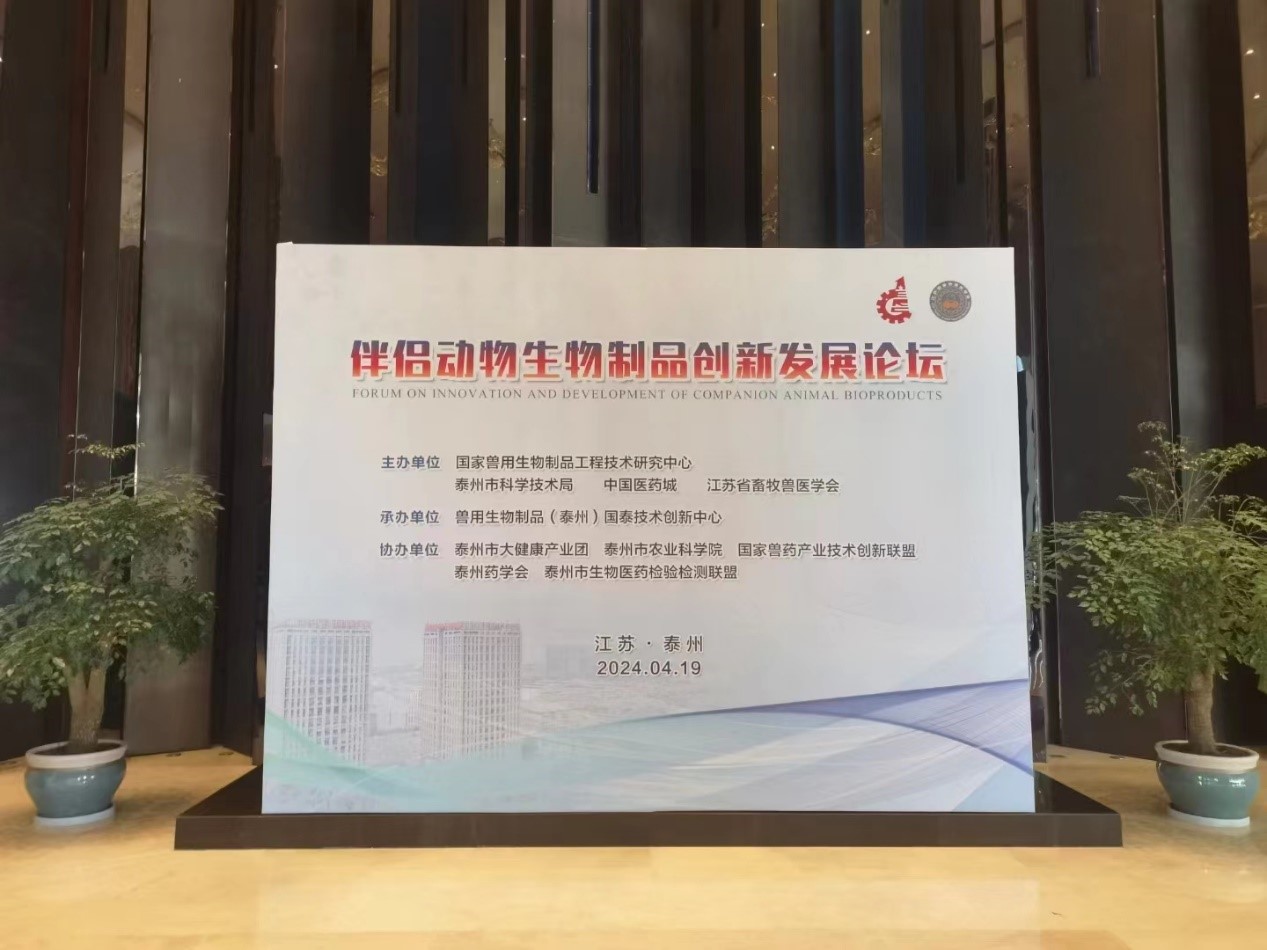 伴侣动物生物制品创新发展论坛
FORUM ON INNOVATION AND DEVELOPMENT OF COMPANION ANIMAL BIOPRODUCTS
主办单位 国家兽用生物制品工程技术研究中心
泰州市科学技术局 中国医药城 江苏省畜牧兽医学会
承办单位 兽用生物制品（泰州）国泰技术创新中心
协办单位 泰州市大健康产业团 泰州市农业科学院 国家兽药产业技术创新联盟
泰州药学会 泰州市生物医药检验检测联盟
江苏·泰州
2024.04.19